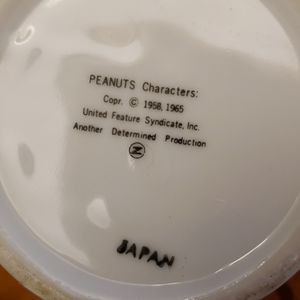 PEANUTS Characters:
Copr. © 1958, 1965
United Feature Syndicate, Inc.
Another Determined Production
JAPAN